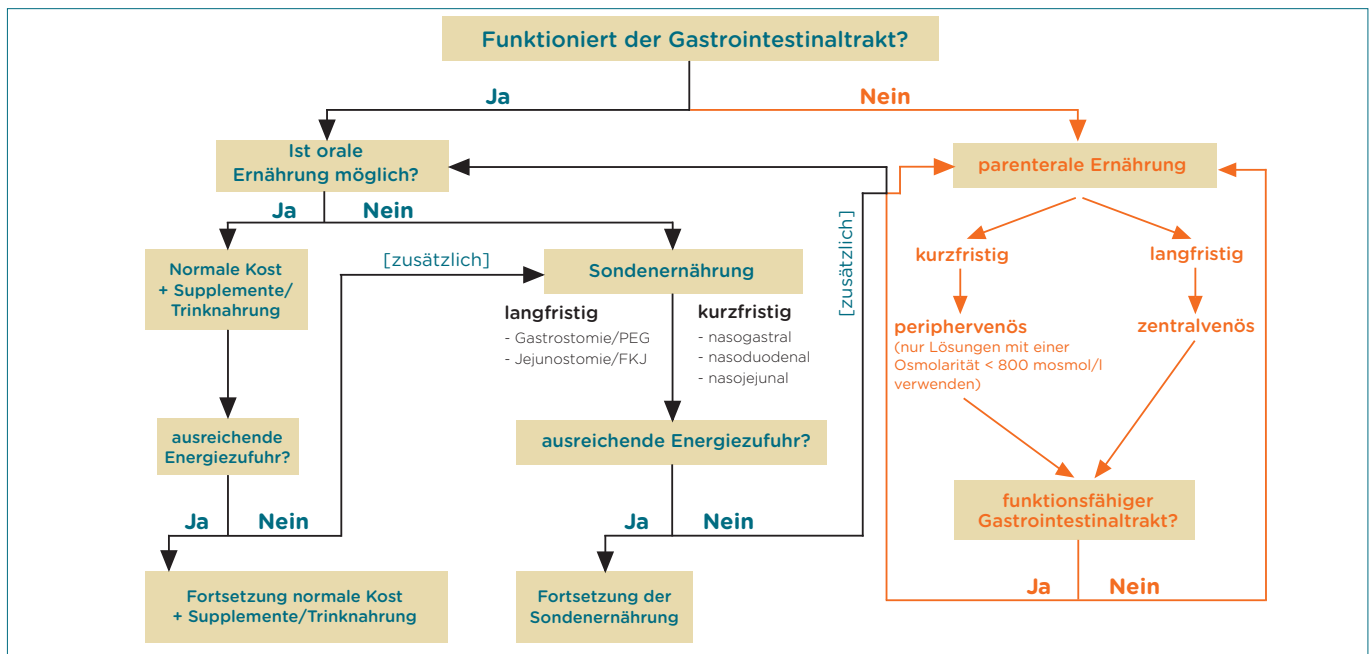 Funktioniert der Gastrointestinaltrakt?
Ja
Nein
Ist orale
Ernährung möglich?
parenterale Ernährung
Ja
Nein
[zusätzlich]
kurzfristig
langfristig
Normale Kost
+ Supplemente/
Trinknahrung
[zusätzlich]
Sondenernährung
langfristig
- Gastrostomie/PEG
- Jejunostomie/FKJ
kurzfristig
- nasogastral
- nasoduodenal
- nasojejunal
periphervenös
(nur Lösungen mit einer
Osmolarität < 800 mosmol/l
verwenden)
zentralvenös
ausreichende
Energiezufuhr?
ausreichende Energiezufuhr?
funktionsfähiger
Gastrointestinaltrakt?
Ja
Nein
Ja
Nein
Ja
Nein
Fortsetzung normale Kost
+ Supplemente/Trinknahrung
Fortsetzung der
Sondenernährung